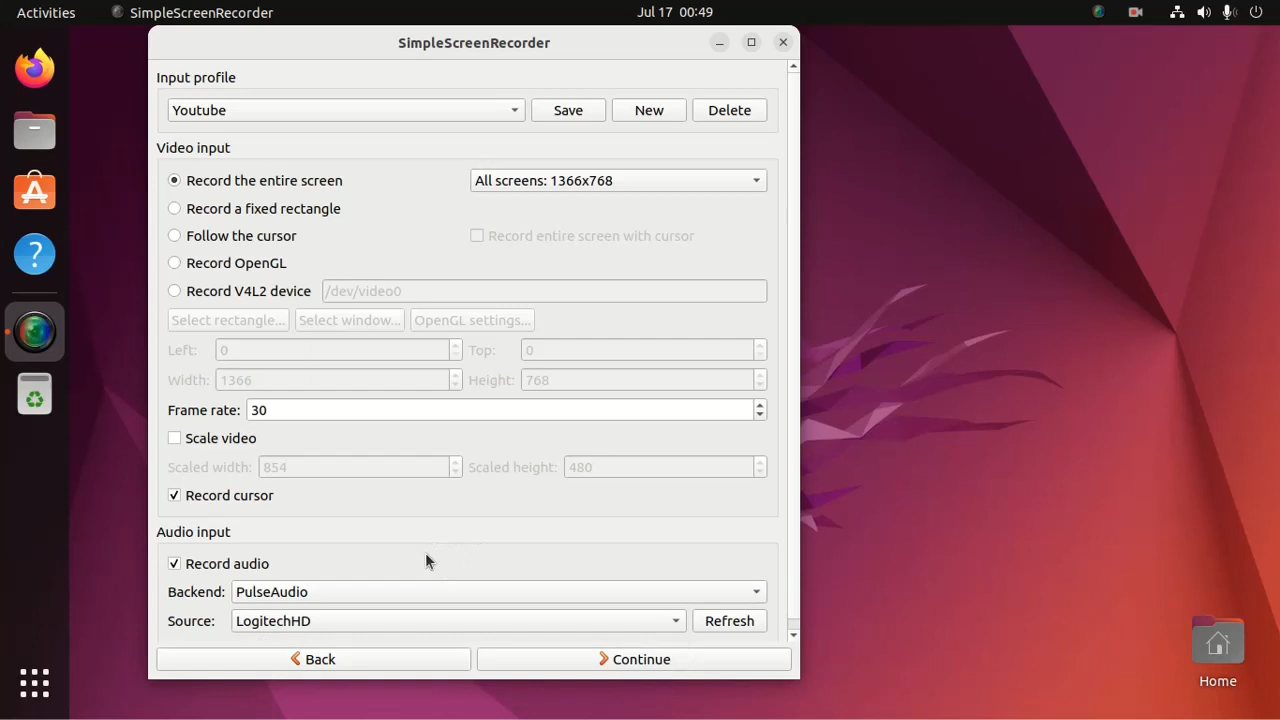 Activities SimpleScreenRecorder Jul 17 00:49
SimpleScreenRecorder
Input profile
Youtube Save New Delete
Video input
Record the entire screen All screens: 1366x768
Record a fixed rectangle
Follow the cursor Record entire screen with cursor
Record OpenGL
Record V4L2 device /dev/video0
Select rectangle... Select window... OpenGL settings...
Left: 0 Top: 0
Width: 1366 Height: 768
Frame rate: 30
Scale video
Scaled width: 854 Scaled height: 480
Record cursor
Audio input
Record audio
Backend: PulseAudio
Source: LogitechHD Refresh
Back Continue
Home